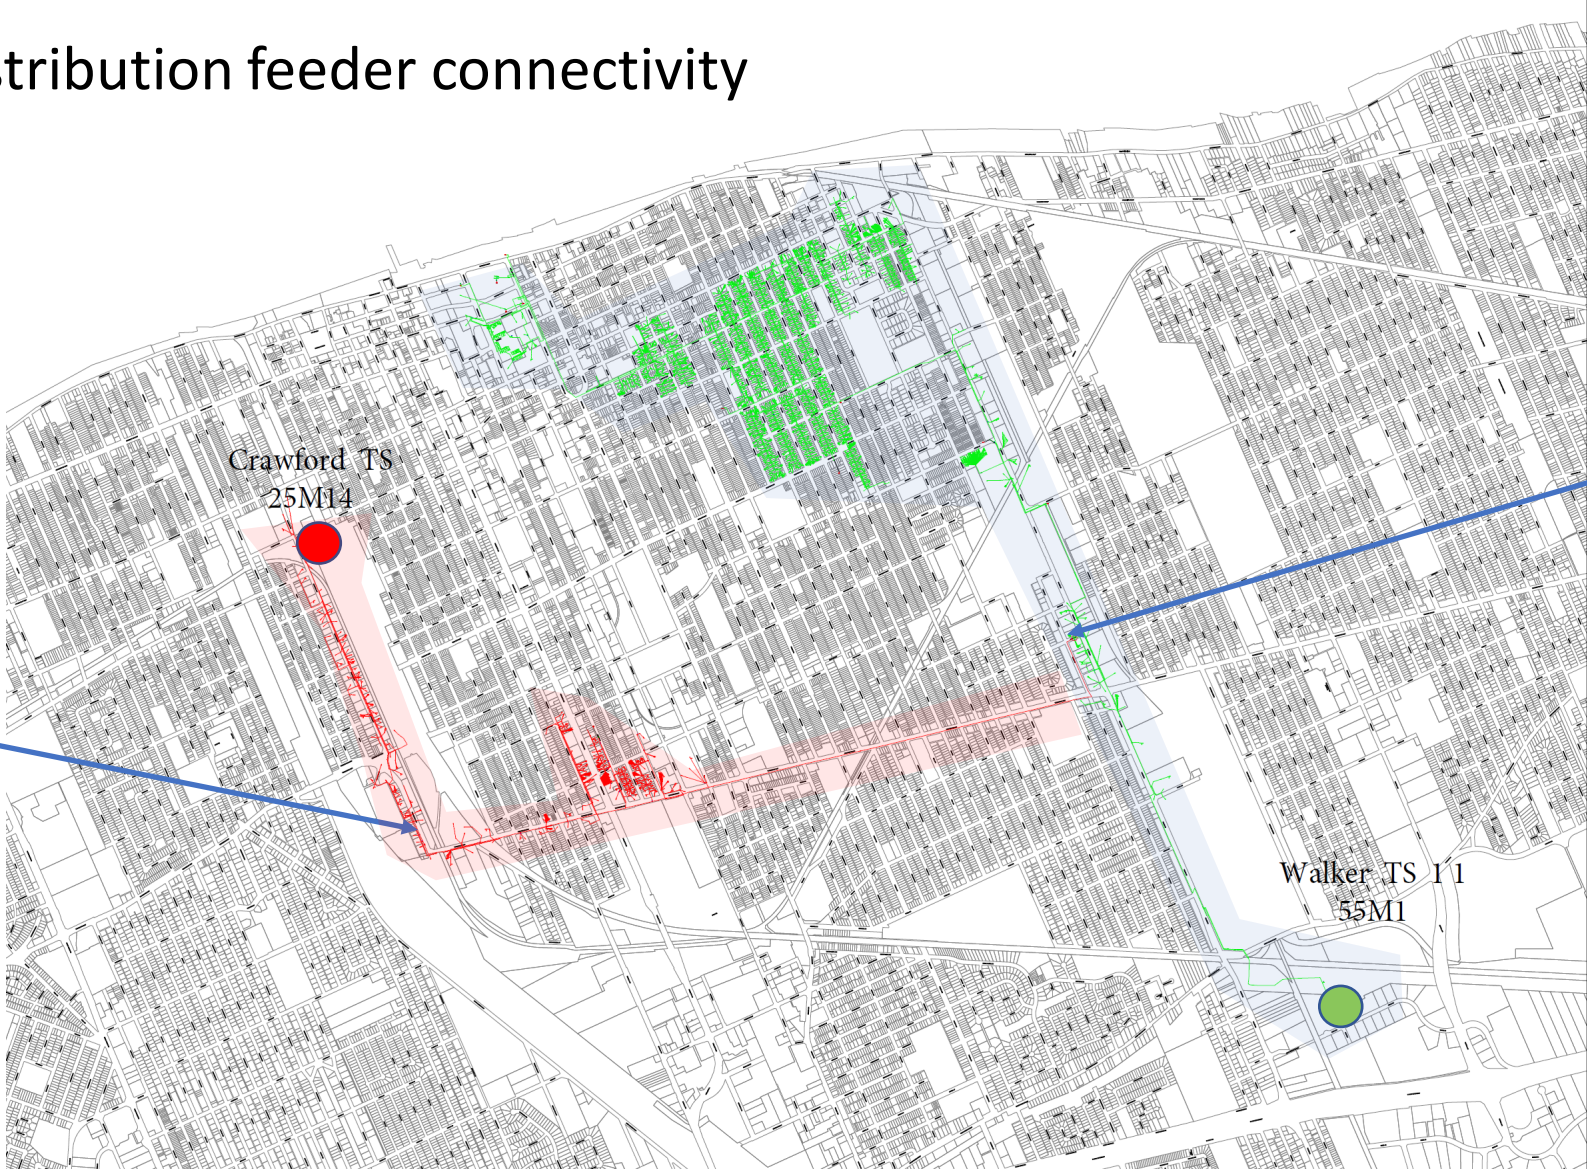 stribution feeder connectivity
Crawford TS
25M14
Walker TS 1 1
55M1